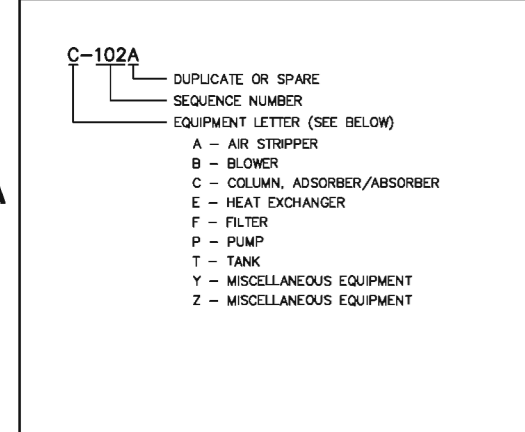 C-102A
DUPLICATE OR SPARE
SEQUENCE NUMBER
EQUIPMENT LETTER (SEE BELOW)
A - AIR STRIPPER
B - BLOWER
C - COLUMN, ADSORBER/ABSORBER
E - HEAT EXCHANGER
F - FILTER
P - PUMP
T - TANK
Y - MISCELLANEOUS EQUIPMENT
Z - MISCELLANEOUS EQUIPMENT